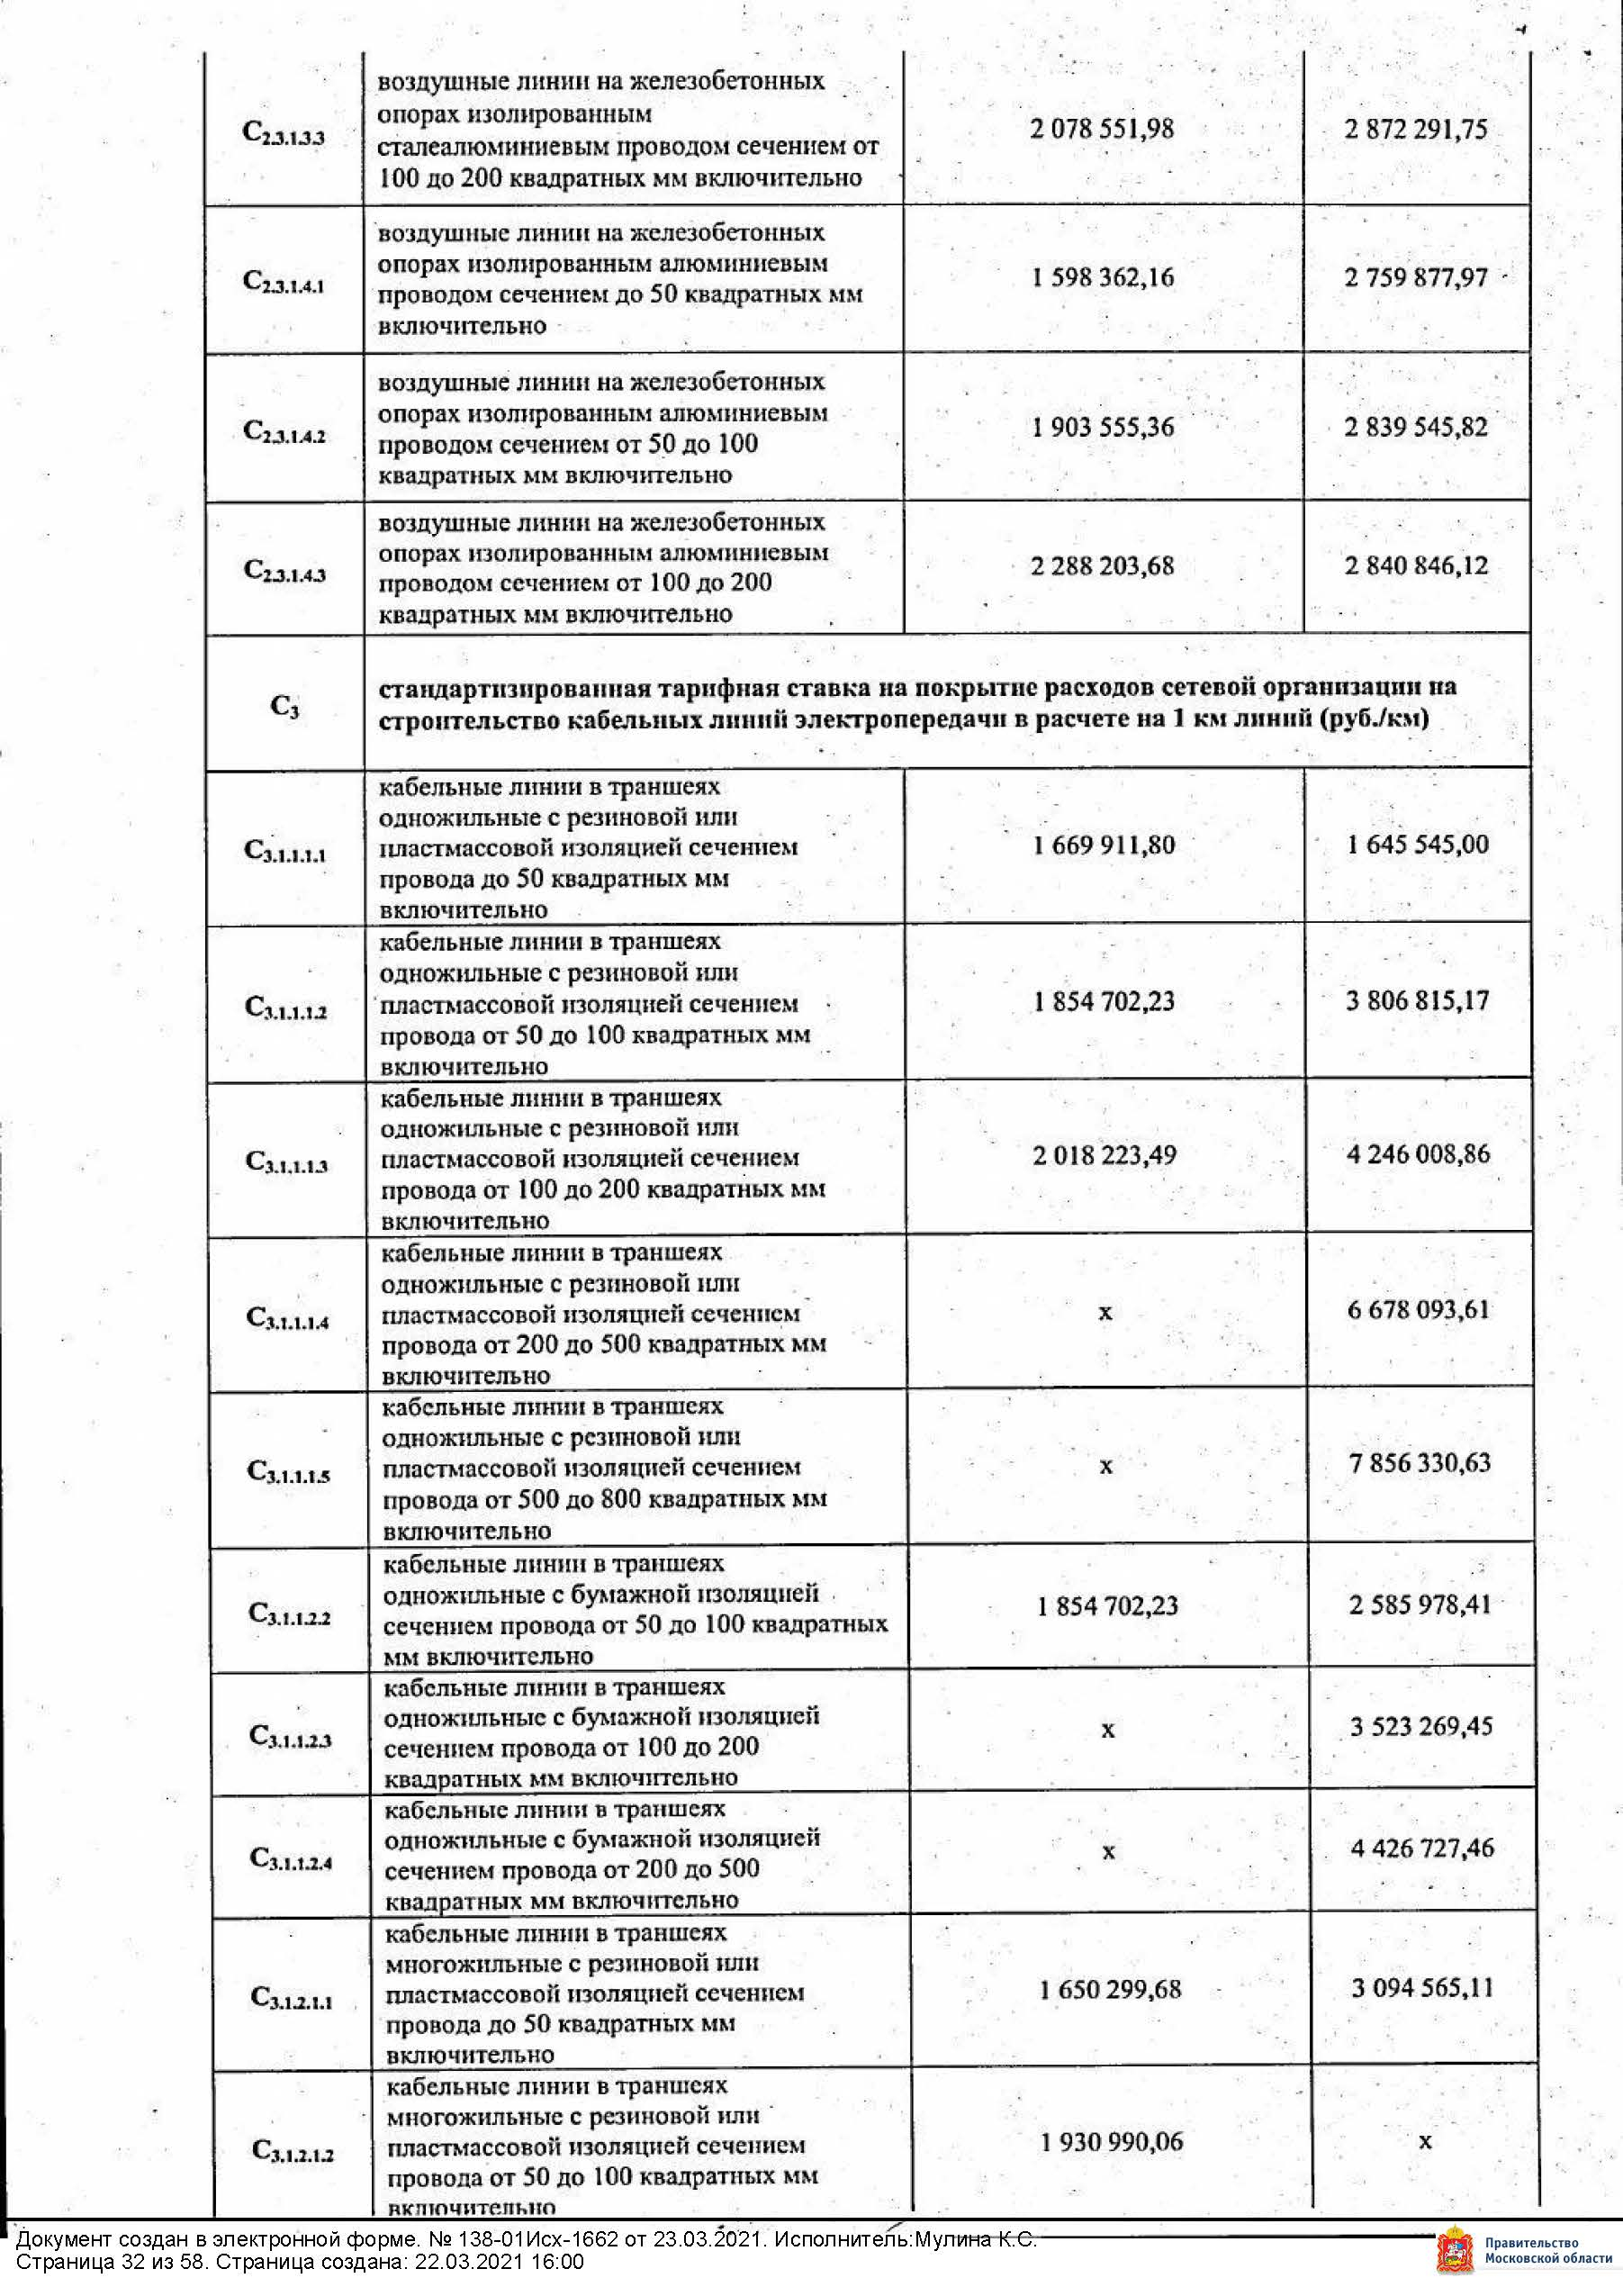 C2.3.1.3.3
воздушные линии на железобетонных
опорах изолированным
сталеалюминиевым проводом сечением от
100 до 200 квадратных мм включительно
2 078 551,98
2 872 291,75
C2.3.1.4.1
воздушные линии на железобетонных
опорах изолированным алюминиевым
проводом сечением до 50 квадратных мм
включительно
1 598 362,16
2 759 877,97
C2.3.1.4.2
воздушные линии на железобетонных
опорах изолированным алюминиевым
проводом сечением от 50 до 100
квадратных мм включительно
1 903 555,36
2 839 545,82
C2.3.1.4.3
воздушные линии на железобетонных
опорах изолированным алюминиевым
проводом сечением от 100 до 200
квадратных мм включительно
2 288 203,68
2 840 846,12
C3
стандартизированная тарифная ставка на покрытие расходов сетевой организации на
строительство кабельных линий электропередачи в расчете на 1 км линий (руб./км)
C3.1.1.1.1
кабельные линии в траншеях
одножильные с резиновой или
пластмассовой изоляцией сечением
провода до 50 квадратных мм
включительно
1 669 911,80
1 645 545,00
C3.1.1.1.2
кабельные линии в траншеях
одножильные с резиновой или
пластмассовой изоляцией сечением
провода от 50 до 100 квадратных мм
включительно
1 854 702,23
3 806 815,17
C3.1.1.1.3
кабельные линии в траншеях
одножильные с резиновой или
пластмассовой изоляцией сечением
провода от 100 до 200 квадратных мм
включительно
2 018 223,49
4 246 008,86
C3.1.1.1.4
кабельные линии в траншеях
одножильные с резиновой или
пластмассовой изоляцией сечением
провода от 200 до 500 квадратных мм
включительно
x
6 678 093,61
C3.1.1.1.5
кабельные линии в траншеях
одножильные с резиновой или
пластмассовой изоляцией сечением
провода от 500 до 800 квадратных мм
включительно
x
7 856 330,63
C3.1.1.2.2
кабельные линии в траншеях
одножильные с бумажной изоляцией
сечением провода от 50 до 100 квадратных
мм включительно
1 854 702,23
2 585 978,41
C3.1.1.2.3
кабельные линии в траншеях
одножильные с бумажной изоляцией
сечением провода от 100 до 200
квадратных мм включительно
x
3 523 269,45
C3.1.1.2.4
кабельные линии в траншеях
одножильные с бумажной изоляцией
сечением провода от 200 до 500
квадратных мм включительно
x
4 426 727,46
C3.1.2.1.1
кабельные линии в траншеях
многожильные с резиновой или
пластмассовой изоляцией сечением
провода до 50 квадратных мм
включительно
1 650 299,68
3 094 565,11
C3.1.2.1.2
кабельные линии в траншеях
многожильные с резиновой или
пластмассовой изоляцией сечением
провода от 50 до 100 квадратных мм
включительно
1 930 990,06
x
Документ создан в электронной форме. № 138-01Исх-1662 от 23.03.2021. Исполнитель:Мулина К.С.
Страница 32 из 58. Страница создана: 22.03.2021 16:00
Правительство
Московской области